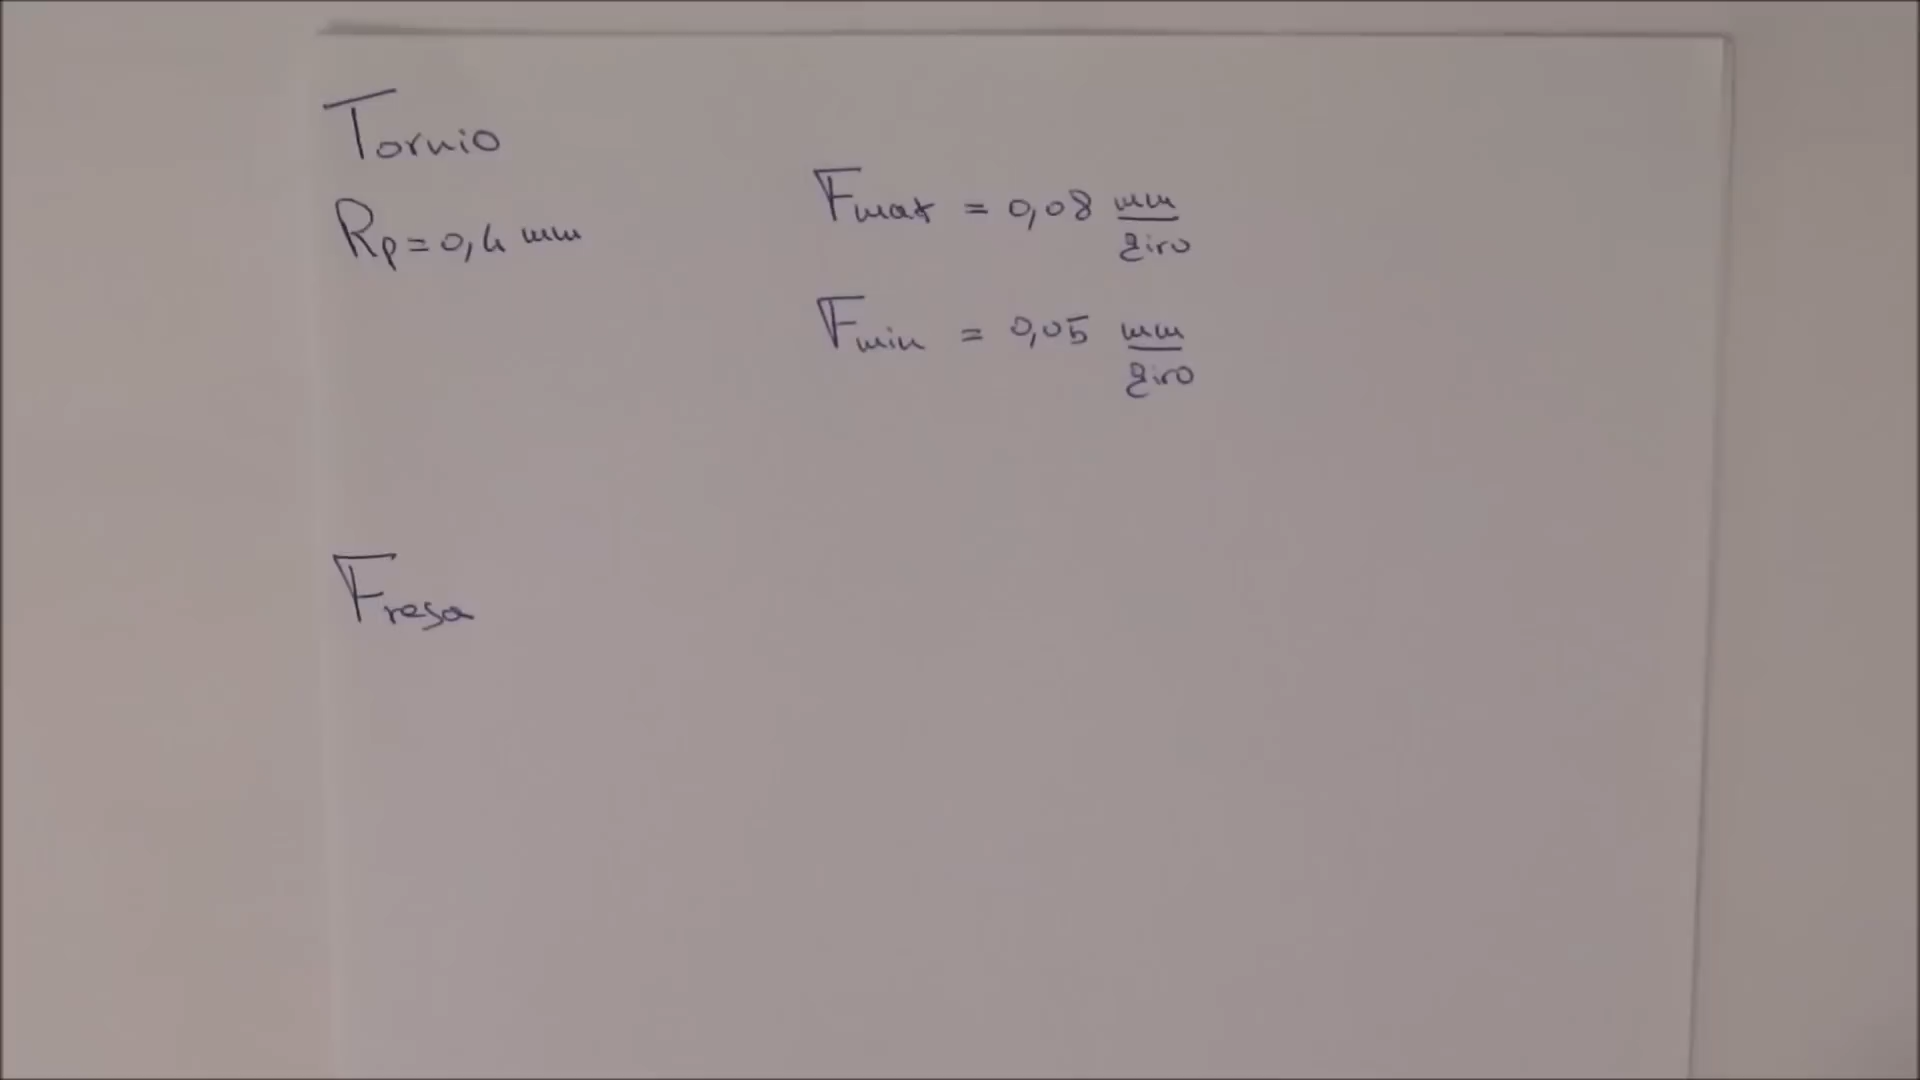 Tornio
Rp = 0,4 mm
Fmax = 0,08 mm/giro
Fmin = 0,05 mm/giro
Fresa